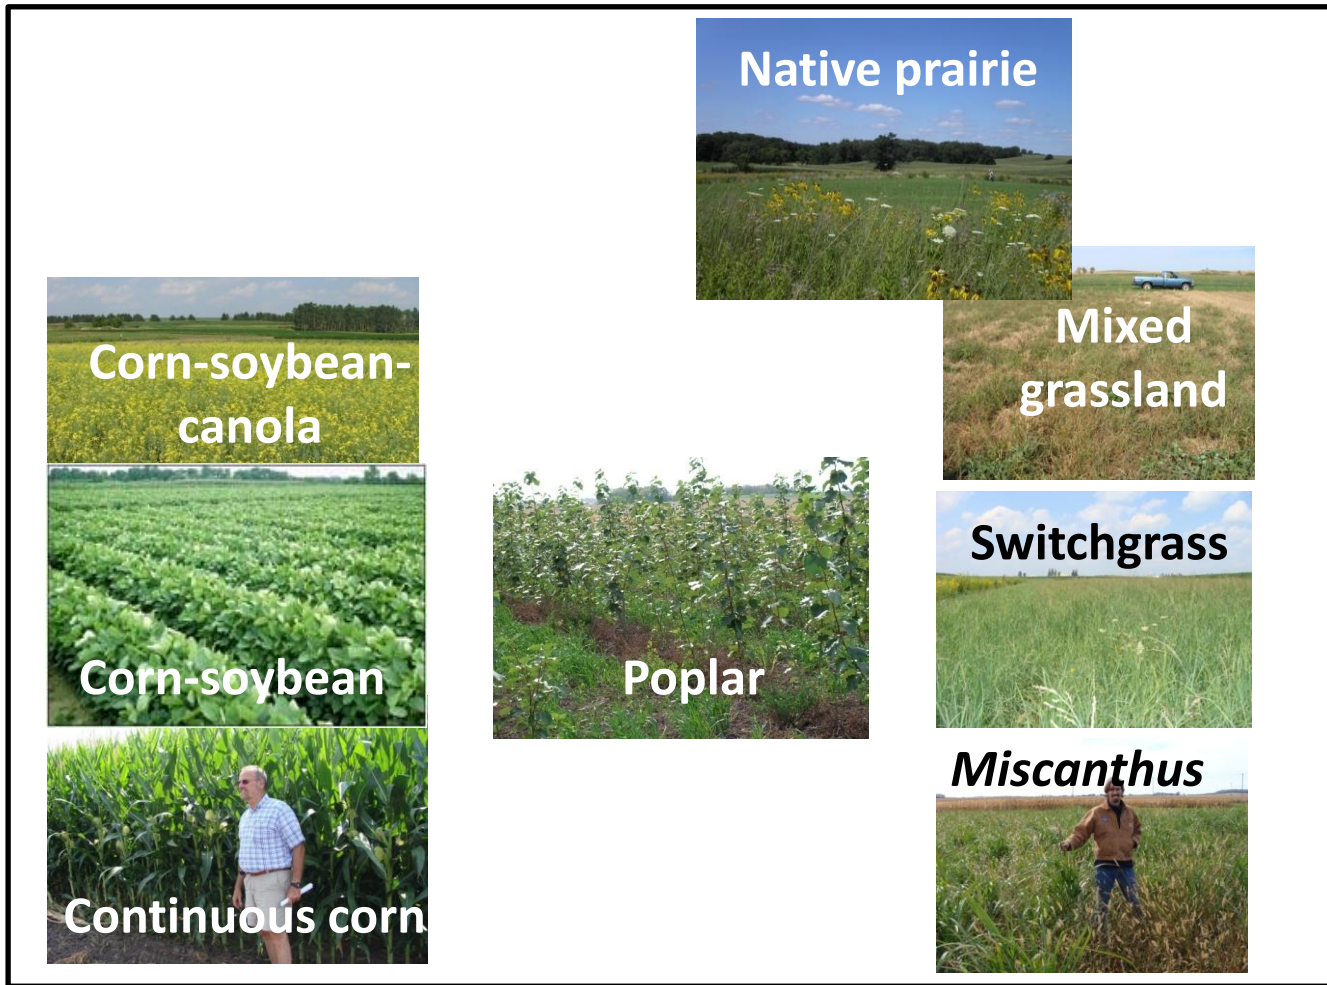 Native prairie
Mixed
grassland
Corn-soybean-
canola
Switchgrass
Corn-soybean
Poplar
Miscanthus
Continuous corn